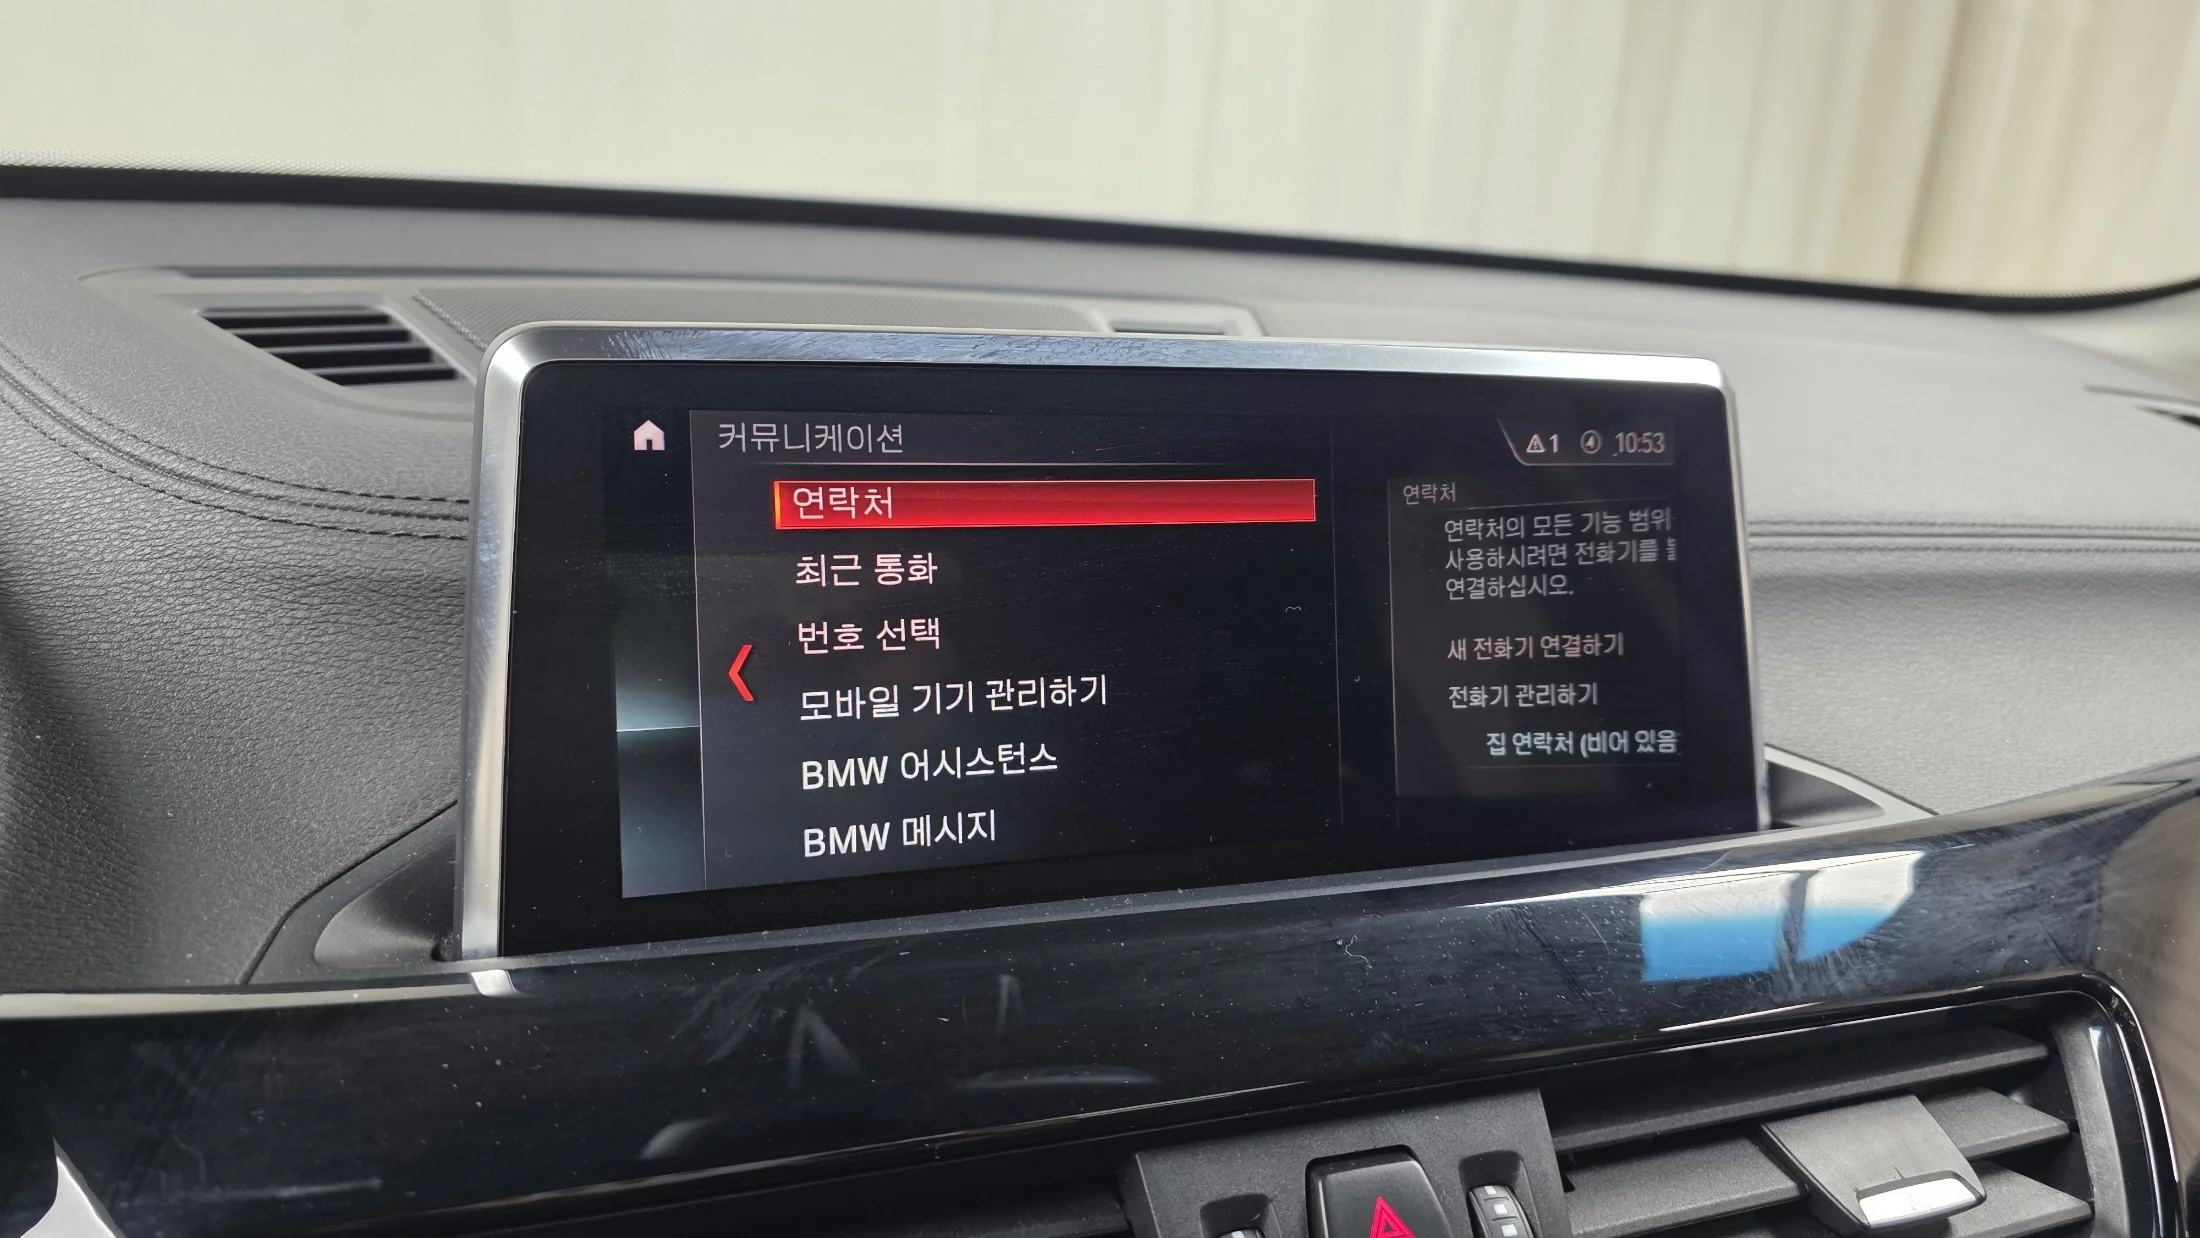 커뮤니케이션
1 10:53
연락처
최근 통화
번호 선택
모바일 기기 관리하기
BMW 어시스턴스
BMW 메시지
연락처
연락처의 모든 기능 범위
사용하시려면 전화기를
연결하십시오.
새 전화기 연결하기
전화기 관리하기
집 연락처 (비어 있음